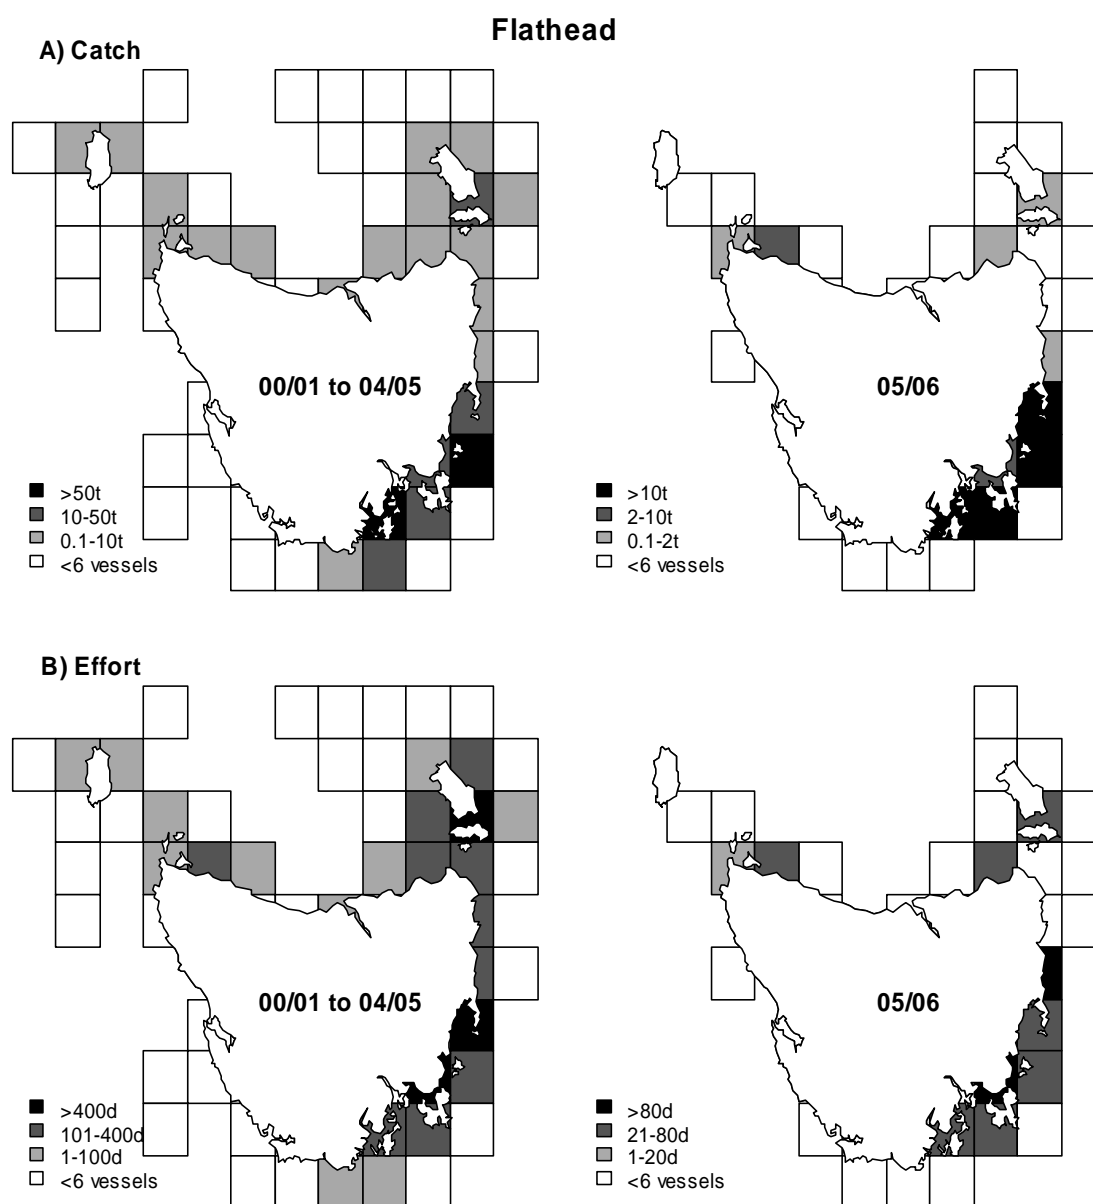 Flathead
A) Catch
00/01 to 04/05
05/06
>50t
10-50t
0.1-10t
<6 vessels
>10t
2-10t
0.1-2t
<6 vessels
B) Effort
00/01 to 04/05
05/06
>400d
101-400d
1-100d
<6 vessels
>80d
21-80d
1-20d
<6 vessels